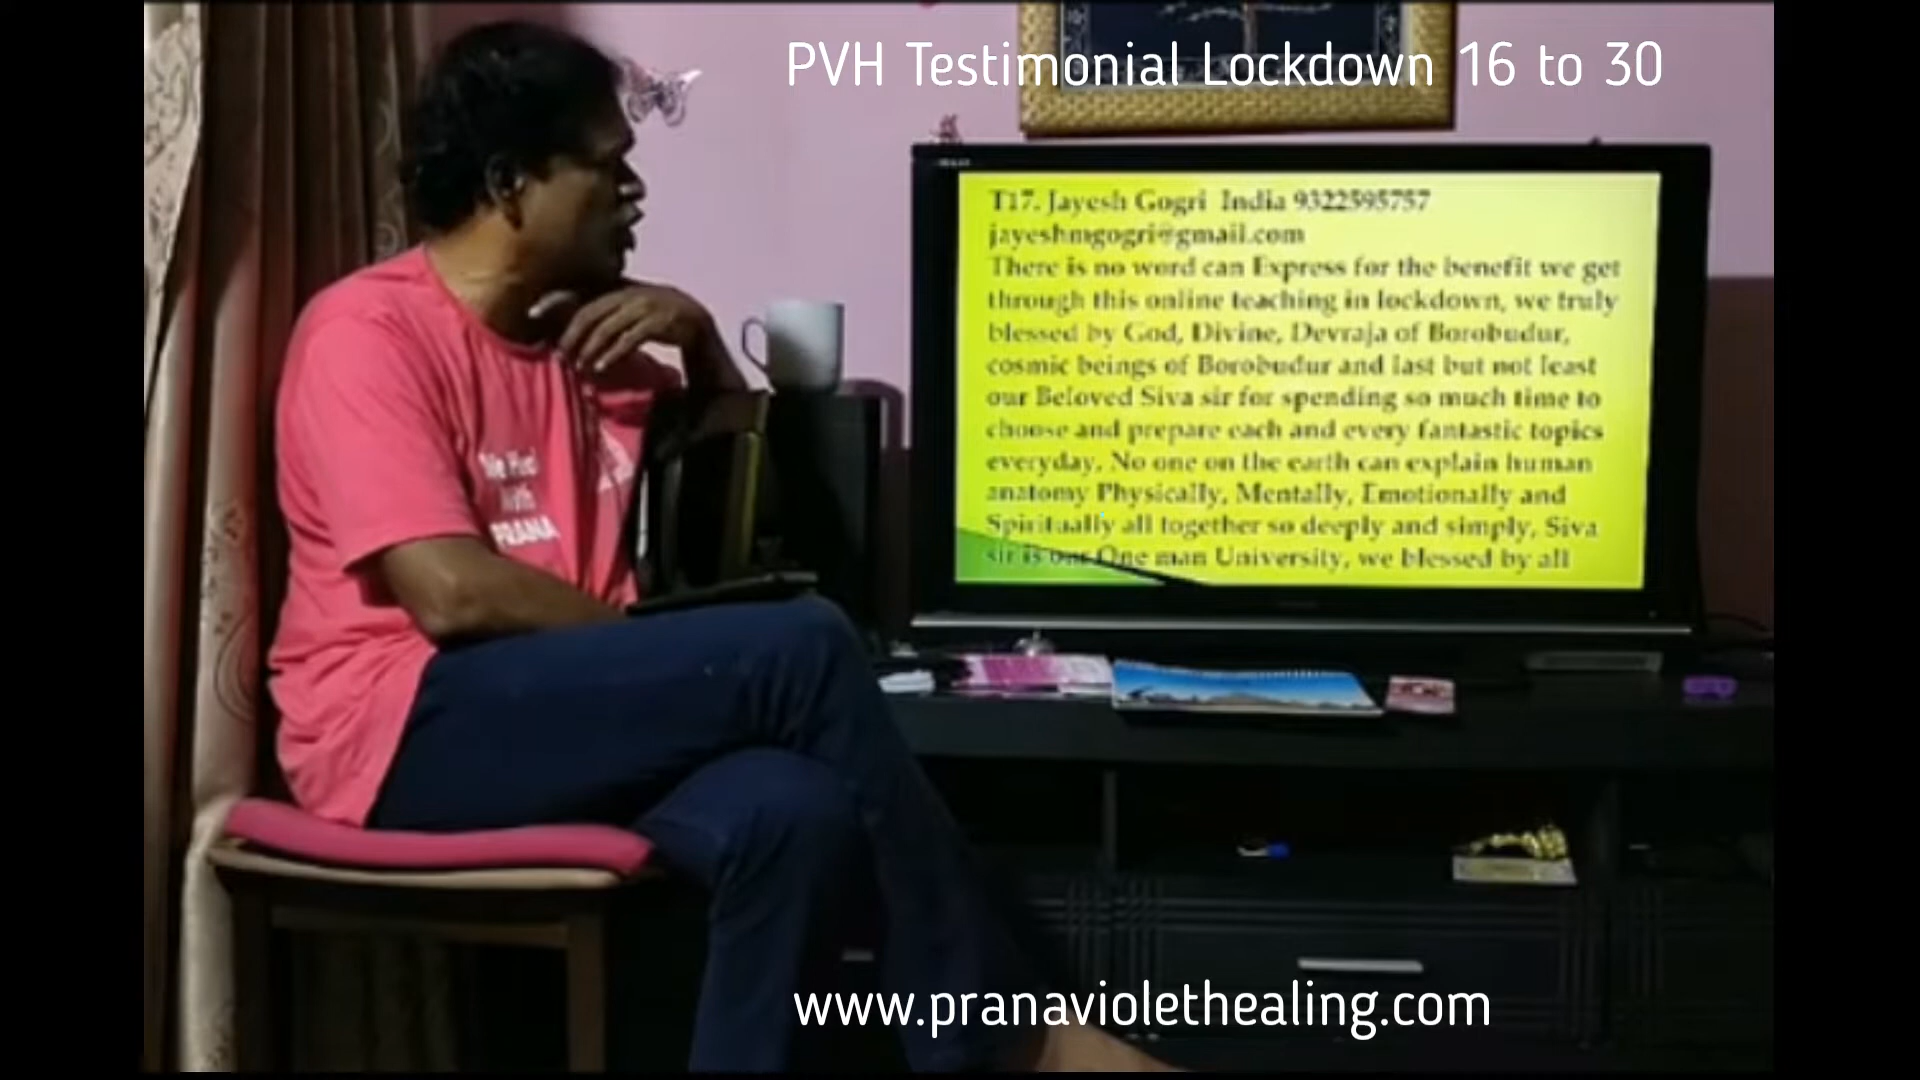 PVH Testimonial Lockdown 16 to 30
T17. Jayesh Gogri India 9322595757
jayeshmgogri@gmail.com
There is no word can Express for the benefit we get
through this online teaching in lockdown, we truly
blessed by God, Divine, Devraja of Borobudur,
cosmic beings of Borobudur and last but not least
our Beloved Siva sir for spending so much time to
choose and prepare each and every fantastic topics
everyday. No one on the earth can explain human
anatomy Physically, Mentally, Emotionally and
Spiritually all together so deeply and simply, Siva
sir is our One man University, we blessed by all
with
PRANA
www.pranaviolethealing.com